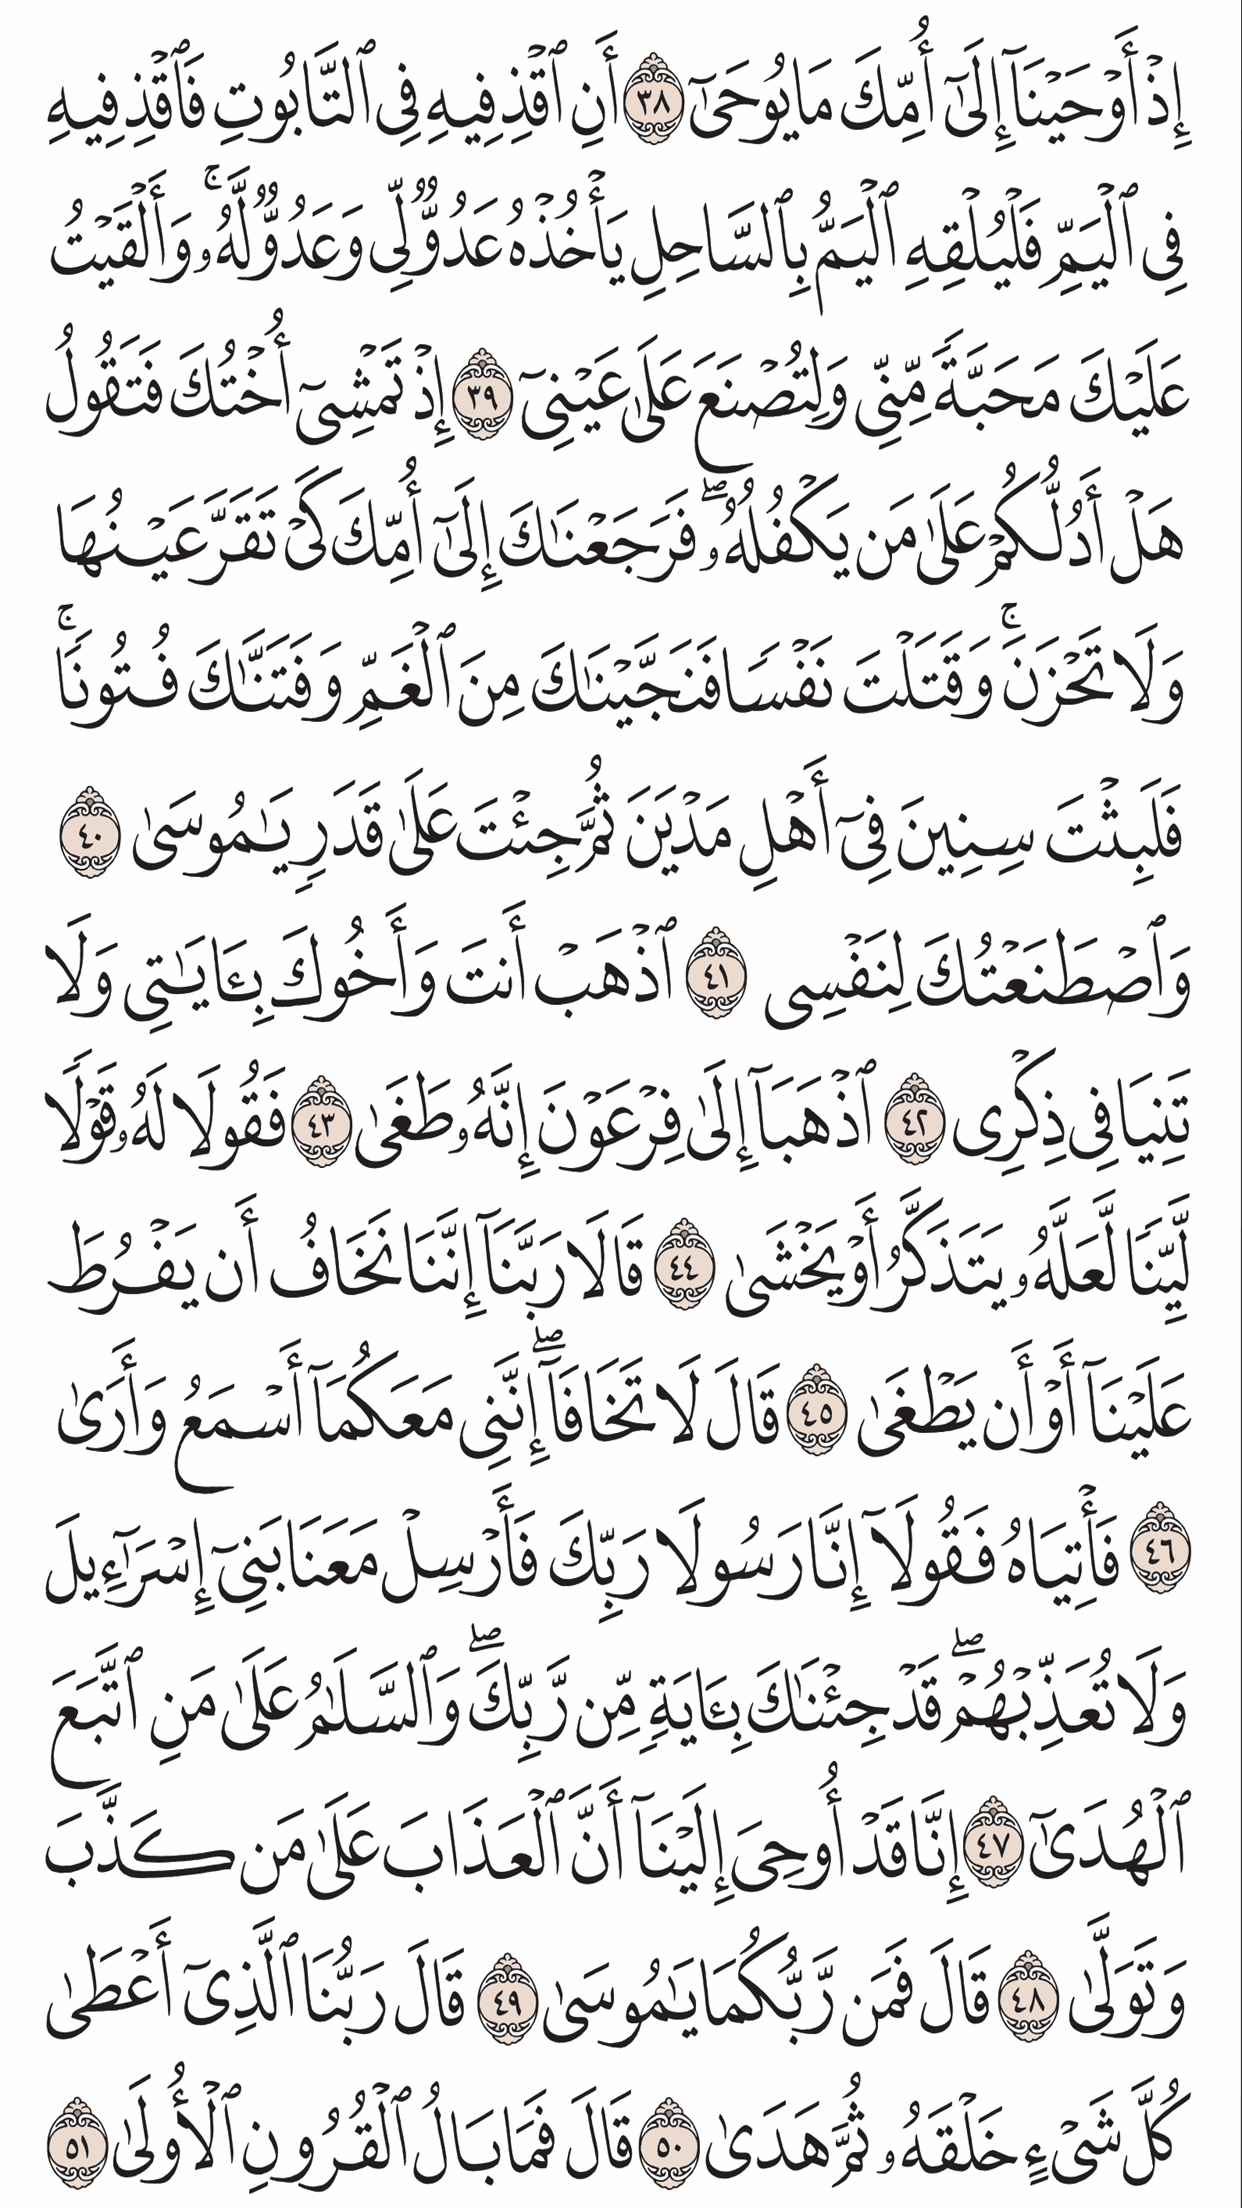 إِذۡ أَوۡحَيۡنَآ إِلَىٰٓ أُمِّكَ مَا يُوحَىٰٓ ٣٨ أَنِ ٱقۡذِفِيهِ فِي ٱلتَّابُوتِ فَٱقۡذِفِيهِ
فِي ٱلۡيَمِّ فَلۡيُلۡقِهِ ٱلۡيَمُّ بِٱلسَّاحِلِ يَأۡخُذۡهُ عَدُوّٞ لِّي وَعَدُوّٞ لَّهُۥۚ وَأَلۡقَيۡتُ
عَلَيۡكَ مَحَبَّةٗ مِّنِّي وَلِتُصۡنَعَ عَلَىٰ عَيۡنِيٓ ٣٩ إِذۡ تَمۡشِيٓ أُخۡتُكَ فَتَقُولُ
هَلۡ أَدُلُّكُمۡ عَلَىٰ مَن يَكۡفُلُهُۥۖ فَرَجَعۡنَٰكَ إِلَىٰٓ أُمِّكَ كَيۡ تَقَرَّ عَيۡنُهَا
وَلَا تَحۡزَنَۚ وَقَتَلۡتَ نَفۡسٗا فَنَجَّيۡنَٰكَ مِنَ ٱلۡغَمِّ وَفَتَنَّٰكَ فُتُونٗاۚ
فَلَبِثۡتَ سِنِينَ فِيٓ أَهۡلِ مَدۡيَنَ ثُمَّ جِئۡتَ عَلَىٰ قَدَرٖ يَٰمُوسَىٰ ٤٠
وَٱصۡطَنَعۡتُكَ لِنَفۡسِي ٤١ ٱذۡهَبۡ أَنتَ وَأَخُوكَ بِـَٔايَٰتِي وَلَا
تَنِيَا فِي ذِكۡرِي ٤٢ ٱذۡهَبَآ إِلَىٰ فِرۡعَوۡنَ إِنَّهُۥ طَغَىٰ ٤٣ فَقُولَا لَهُۥ قَوۡلٗا
لَّيِّنٗا لَّعَلَّهُۥ يَتَذَكَّرُ أَوۡ يَخۡشَىٰ ٤٤ قَالَا رَبَّنَآ إِنَّنَا نَخَافُ أَن يَفۡرُطَ
عَلَيۡنَآ أَوۡ أَن يَطۡغَىٰ ٤٥ قَالَ لَا تَخَافَآۖ إِنَّنِي مَعَكُمَآ أَسۡمَعُ وَأَرَىٰ
٤٦ فَأۡتِيَاهُ فَقُولَآ إِنَّا رَسُولَا رَبِّكَ فَأَرۡسِلۡ مَعَنَا بَنِيٓ إِسۡرَٰٓءِيلَ
وَلَا تُعَذِّبۡهُمۡۖ قَدۡ جِئۡنَٰكَ بِـَٔايَةٖ مِّن رَّبِّكَۖ وَٱلسَّلَٰمُ عَلَىٰ مَنِ ٱتَّبَعَ
ٱلۡهُدَىٰٓ ٤٧ إِنَّا قَدۡ أُوحِيَ إِلَيۡنَآ أَنَّ ٱلۡعَذَابَ عَلَىٰ مَن كَذَّبَ
وَتَوَلَّىٰ ٤٨ قَالَ فَمَن رَّبُّكُمَا يَٰمُوسَىٰ ٤٩ قَالَ رَبُّنَا ٱلَّذِيٓ أَعۡطَىٰ
كُلَّ شَيۡءٍ خَلۡقَهُۥ ثُمَّ هَدَىٰ ٥٠ قَالَ فَمَا بَالُ ٱلۡقُرُونِ ٱلۡأُولَىٰ ٥١